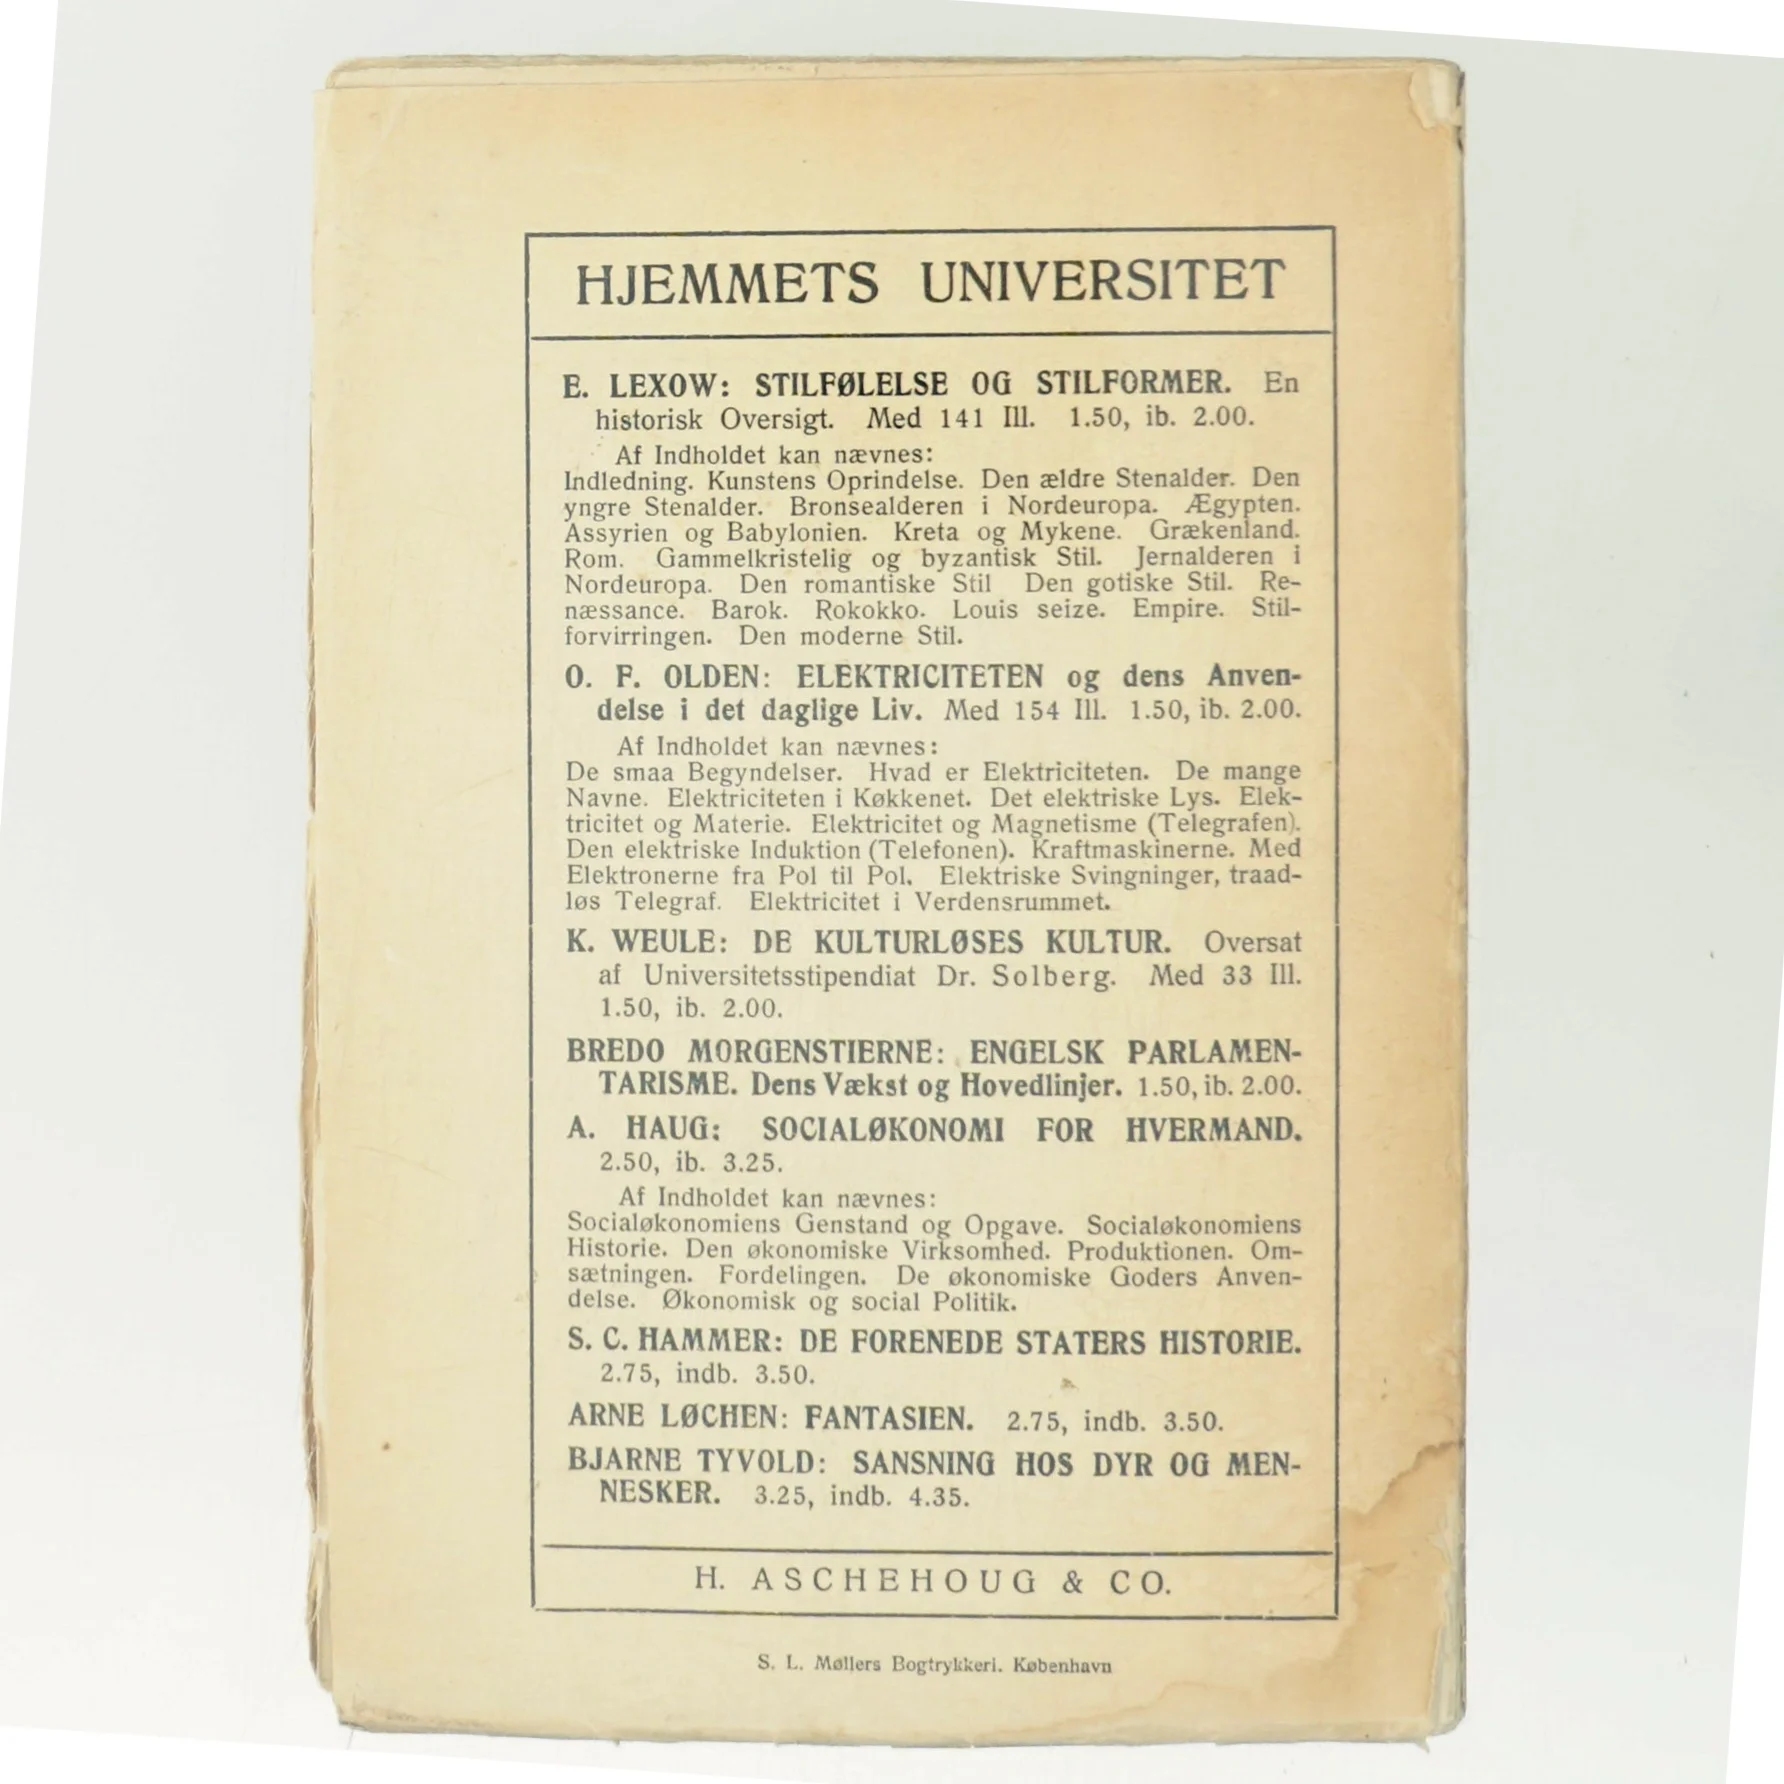 HJEMMETS UNIVERSITET
E. LEXOW: STILFØLELSE OG STILFORMER. En
historisk Oversigt. Med 141 Ill. 1.50, ib. 2.00.
Af Indholdet kan nævnes:
Indledning. Kunstens Oprindelse. Den ældre Stenalder. Den
yngre Stenalder. Bronsealderen i Nordeuropa. Ægypten.
Assyrien og Babylonien. Kreta og Mykene. Grækenland.
Rom. Gammelkristelig og byzantisk Stil. Jernalderen i
Nordeuropa. Den romantiske Stil Den gotiske Stil. Re-
næssance. Barok. Rokokko. Louis seize. Empire. Stil-
forvirringen. Den moderne Stil.
O. F. OLDEN: ELEKTRICITETEN og dens Anven-
delse i det daglige Liv. Med 154 Ill. 1.50, ib. 2.00.
Af Indholdet kan nævnes:
De smaa Begyndelser. Hvad er Elektriciteten. De mange
Navne. Elektriciteten i Køkkenet. Det elektriske Lys. Elek-
tricitet og Materie. Elektricitet og Magnetisme (Telegrafen).
Den elektriske Induktion (Telefonen). Kraftmaskinerne. Med
Elektronerne fra Pol til Pol. Elektriske Svingninger, traad-
løs Telegraf. Elektricitet i Verdensrummet.
K. WEULE: DE KULTURLØSES KULTUR. Oversat
af Universitetsstipendiat Dr. Solberg. Med 33 Ill.
1.50, ib. 2.00.
BREDO MORGENSTIERNE: ENGELSK PARLAMEN-
TARISME. Dens Vækst og Hovedlinjer. 1.50, ib. 2.00.
A. HAUG: SOCIALØKONOMI FOR HVERMAND.
2.50, ib. 3.25.
Af Indholdet kan nævnes:
Socialøkonomiens Genstand og Opgave. Socialøkonomiens
Historie. Den økonomiske Virksomhed. Produktionen. Om-
sætningen. Fordelingen. De økonomiske Goders Anven-
delse. Økonomisk og social Politik.
S. C. HAMMER: DE FORENEDE STATERS HISTORIE.
2.75, indb. 3.50.
ARNE LØCHEN: FANTASIEN. 2.75, indb. 3.50.
BJARNE TYVOLD: SANSNING HOS DYR OG MEN-
NESKER. 3.25, indb. 4.35.
H. ASCHEHOUG & CO.
S. L. Møllers Bogtrykkeri. København